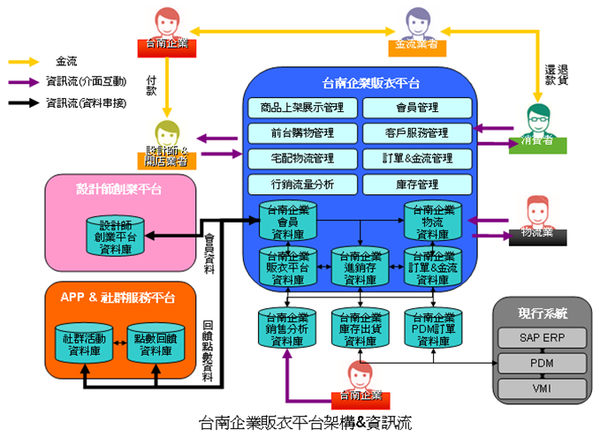 台南企業
金流業者
金流
資訊流(介面互動)
資訊流(資料串接)
付款
退貨
還款
設計師 &
開店業者
消費者
台南企業販衣平台
商品上架展示管理
會員管理
前台購物管理
客戶服務管理
宅配物流管理
訂單&金流管理
行銷流量分析
庫存管理
設計師創業平台
設計師
創業平台
資料庫
會員資料
台南企業
會員
資料庫
台南企業
物流
資料庫
物流業
台南企業
販衣平台
資料庫
台南企業
進銷存
資料庫
台南企業
訂單&金流
資料庫
APP & 社群服務平台
社群活動
資料庫
點數回饋
資料庫
回饋點數資料
台南企業
銷售分析
資料庫
台南企業
庫存出貨
資料庫
台南企業
PDM訂單
資料庫
現行系統
SAP ERP
PDM
VMI
台南企業
台南企業販衣平台架構&資訊流